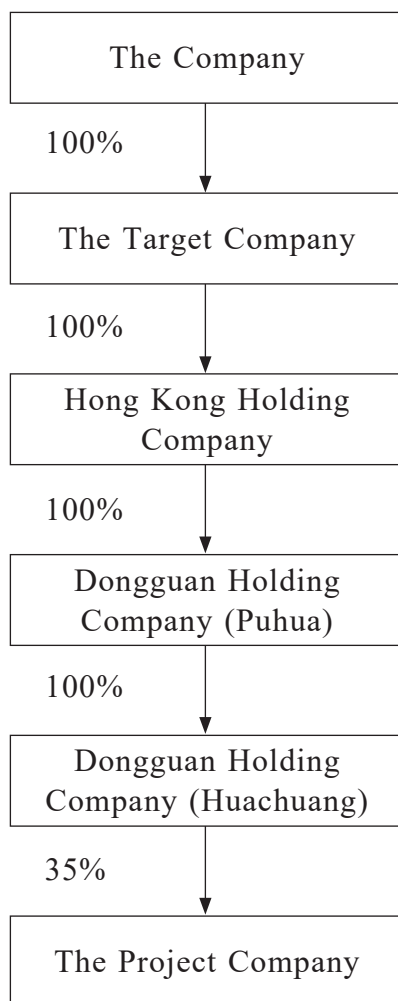 The Company
100%
The Target Company
100%
Hong Kong Holding
Company
100%
Dongguan Holding
Company (Puhua)
100%
Dongguan Holding
Company (Huachuang)
35%
The Project Company